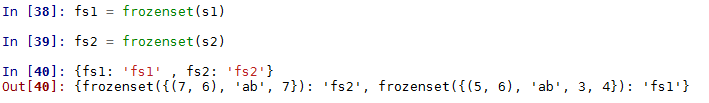 In [38]: fs1 = frozenset(s1)
In [39]: fs2 = frozenset(s2)
In [40]: {fs1: 'fs1' , fs2: 'fs2'}
Out[40]: {frozenset({(7, 6), 'ab', 7}): 'fs2', frozenset({(5, 6), 'ab', 3, 4}): 'fs1'}